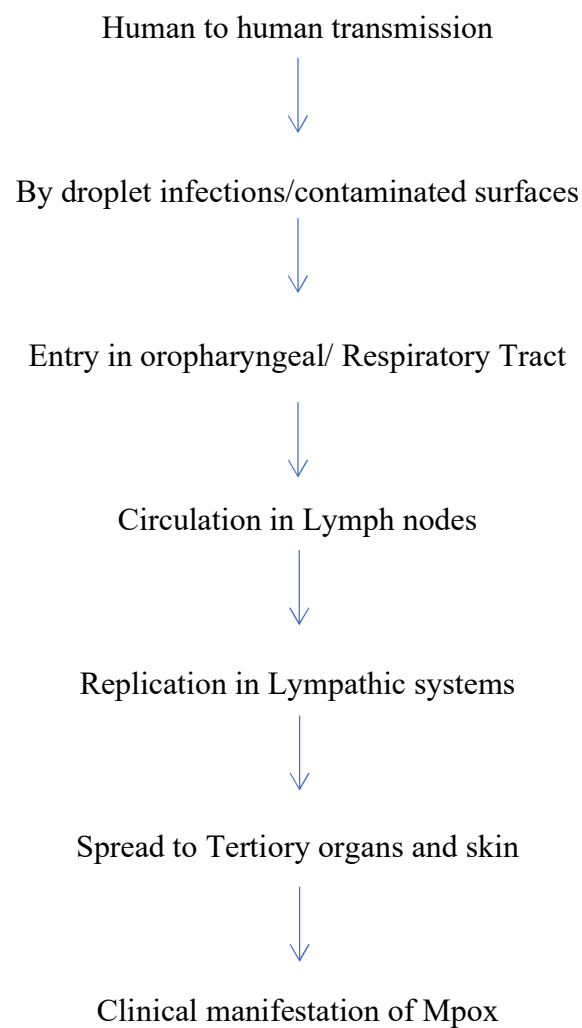 Human to human transmission
By droplet infections/contaminated surfaces
Entry in oropharyngeal/ Respiratory Tract
Circulation in Lymph nodes
Replication in Lympathic systems
Spread to Tertiory organs and skin
Clinical manifestation of Mpox